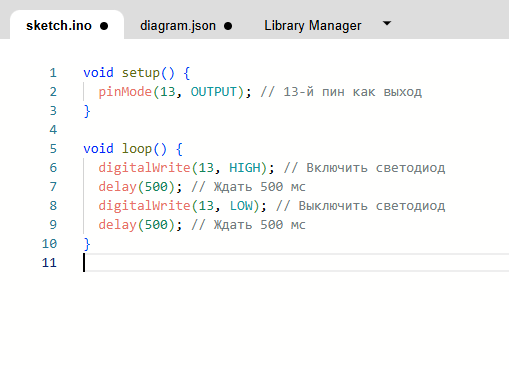 sketch.ino ● diagram.json ● Library Manager
1 void setup() {
2 pinMode(13, OUTPUT); // 13-й пин как выход
3 }
4
5 void loop() {
6 digitalWrite(13, HIGH); // Включить светодиод
7 delay(500); // Ждать 500 мс
8 digitalWrite(13, LOW); // Выключить светодиод
9 delay(500); // Ждать 500 мс
10 }
11